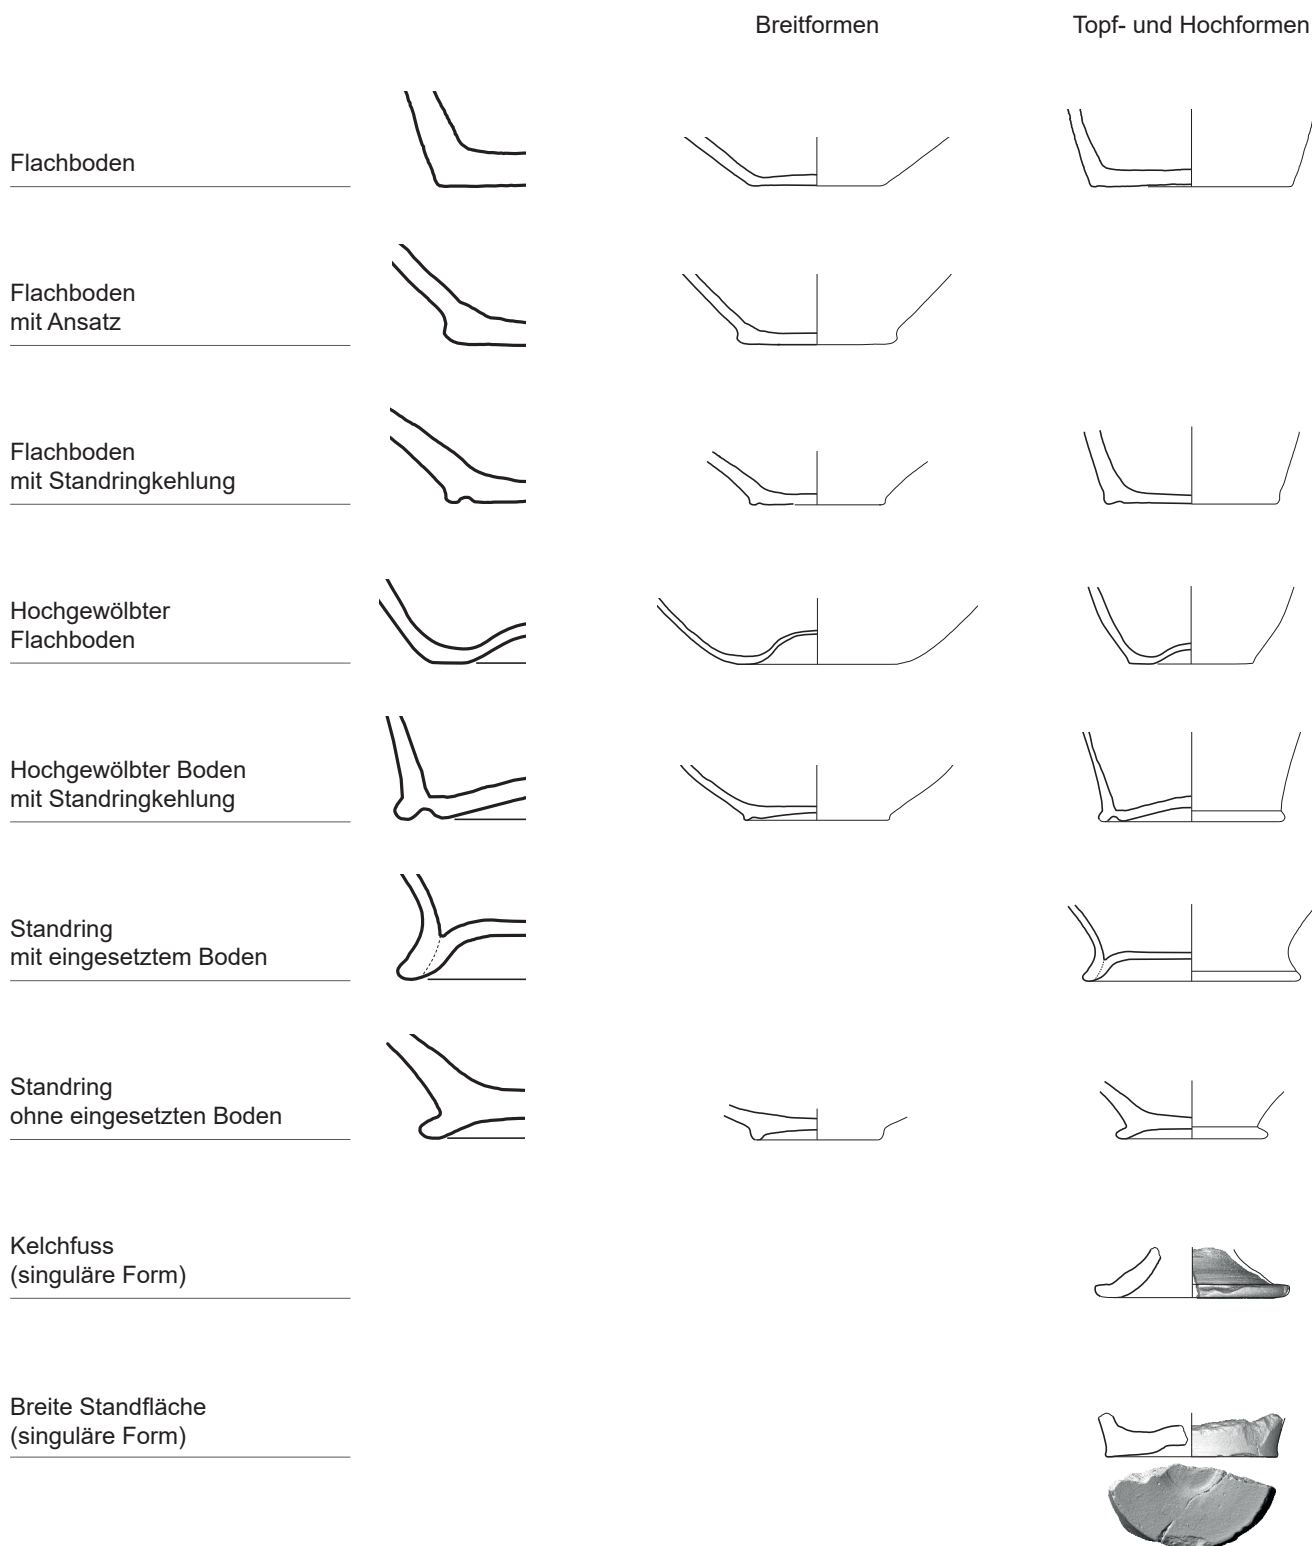 Breitformen
Topf- und Hochformen
Flachboden
Flachboden
mit Ansatz
Flachboden
mit Standringkehlung
Hochgewölbter
Flachboden
Hochgewölbter Boden
mit Standringkehlung
Standring
mit eingesetztem Boden
Standring
ohne eingesetzten Boden
Kelchfuss
(singuläre Form)
Breite Standfläche
(singuläre Form)